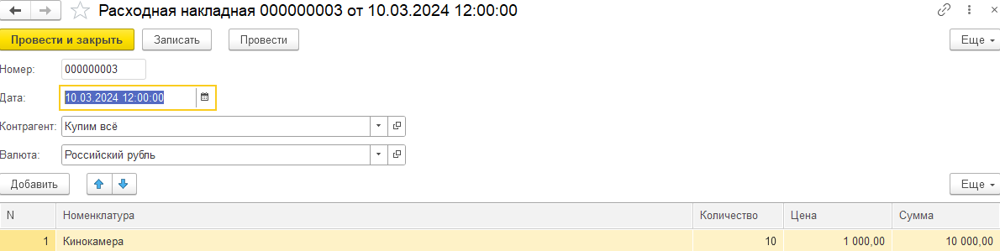 Расходная накладная 000000003 от 10.03.2024 12:00:00
Провести и закрыть Записать Провести Еще
Номер: 000000003
Дата: 10.03.2024 12:00:00
Контрагент: Купим всё
Валюта: Российский рубль
Добавить Еще
N Номенклатура Количество Цена Сумма
1 Кинокамера 10 1 000,00 10 000,00